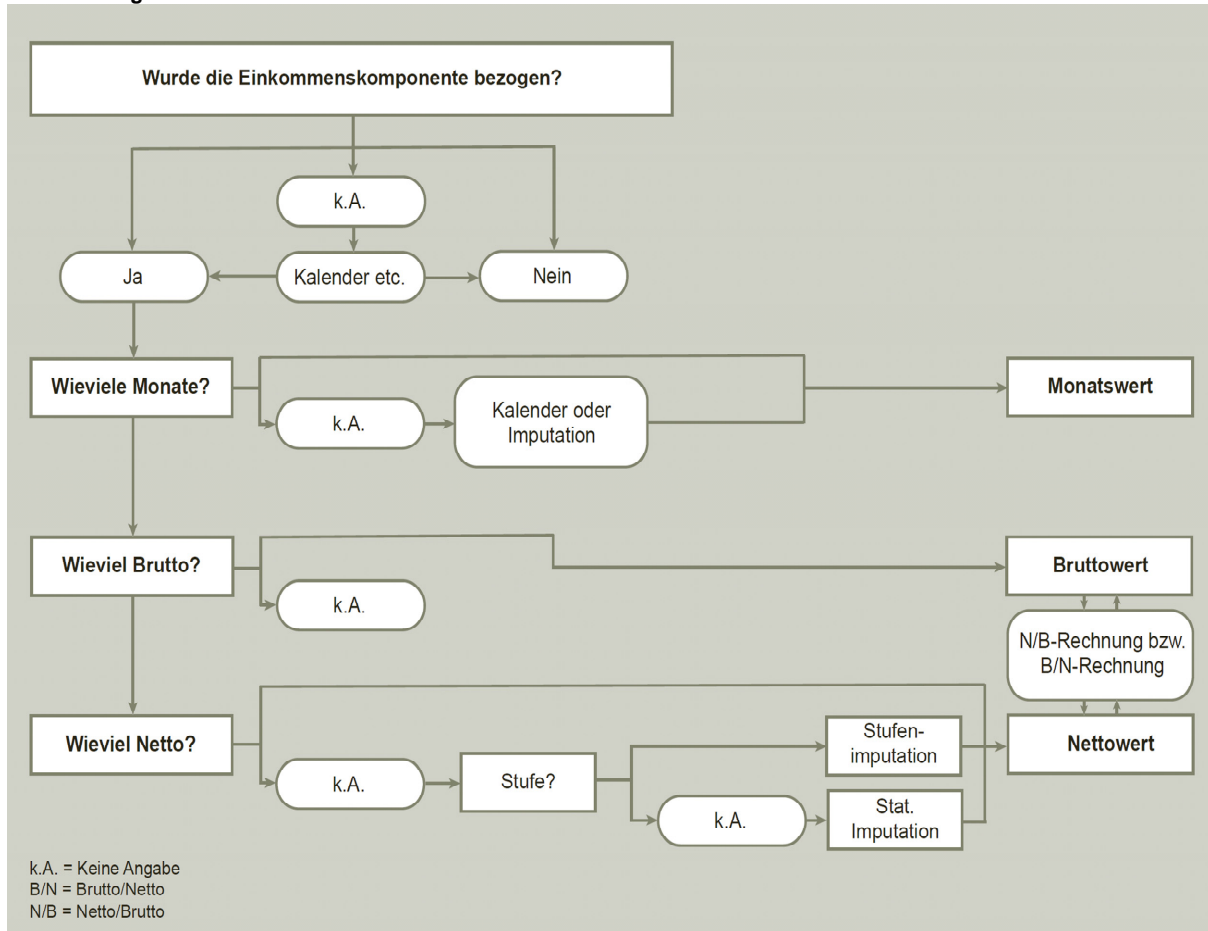 Wurde die Einkommenskomponente bezogen?
k.A.
Ja
Kalender etc.
Nein
Wieviele Monate?
k.A.
Kalender oder
Imputation
Monatswert
Wieviel Brutto?
k.A.
Bruttowert
N/B-Rechnung bzw.
B/N-Rechnung
Wieviel Netto?
k.A.
Stufe?
Stufen-
imputation
k.A.
Stat.
Imputation
Nettowert
k.A. = Keine Angabe
B/N = Brutto/Netto
N/B = Netto/Brutto